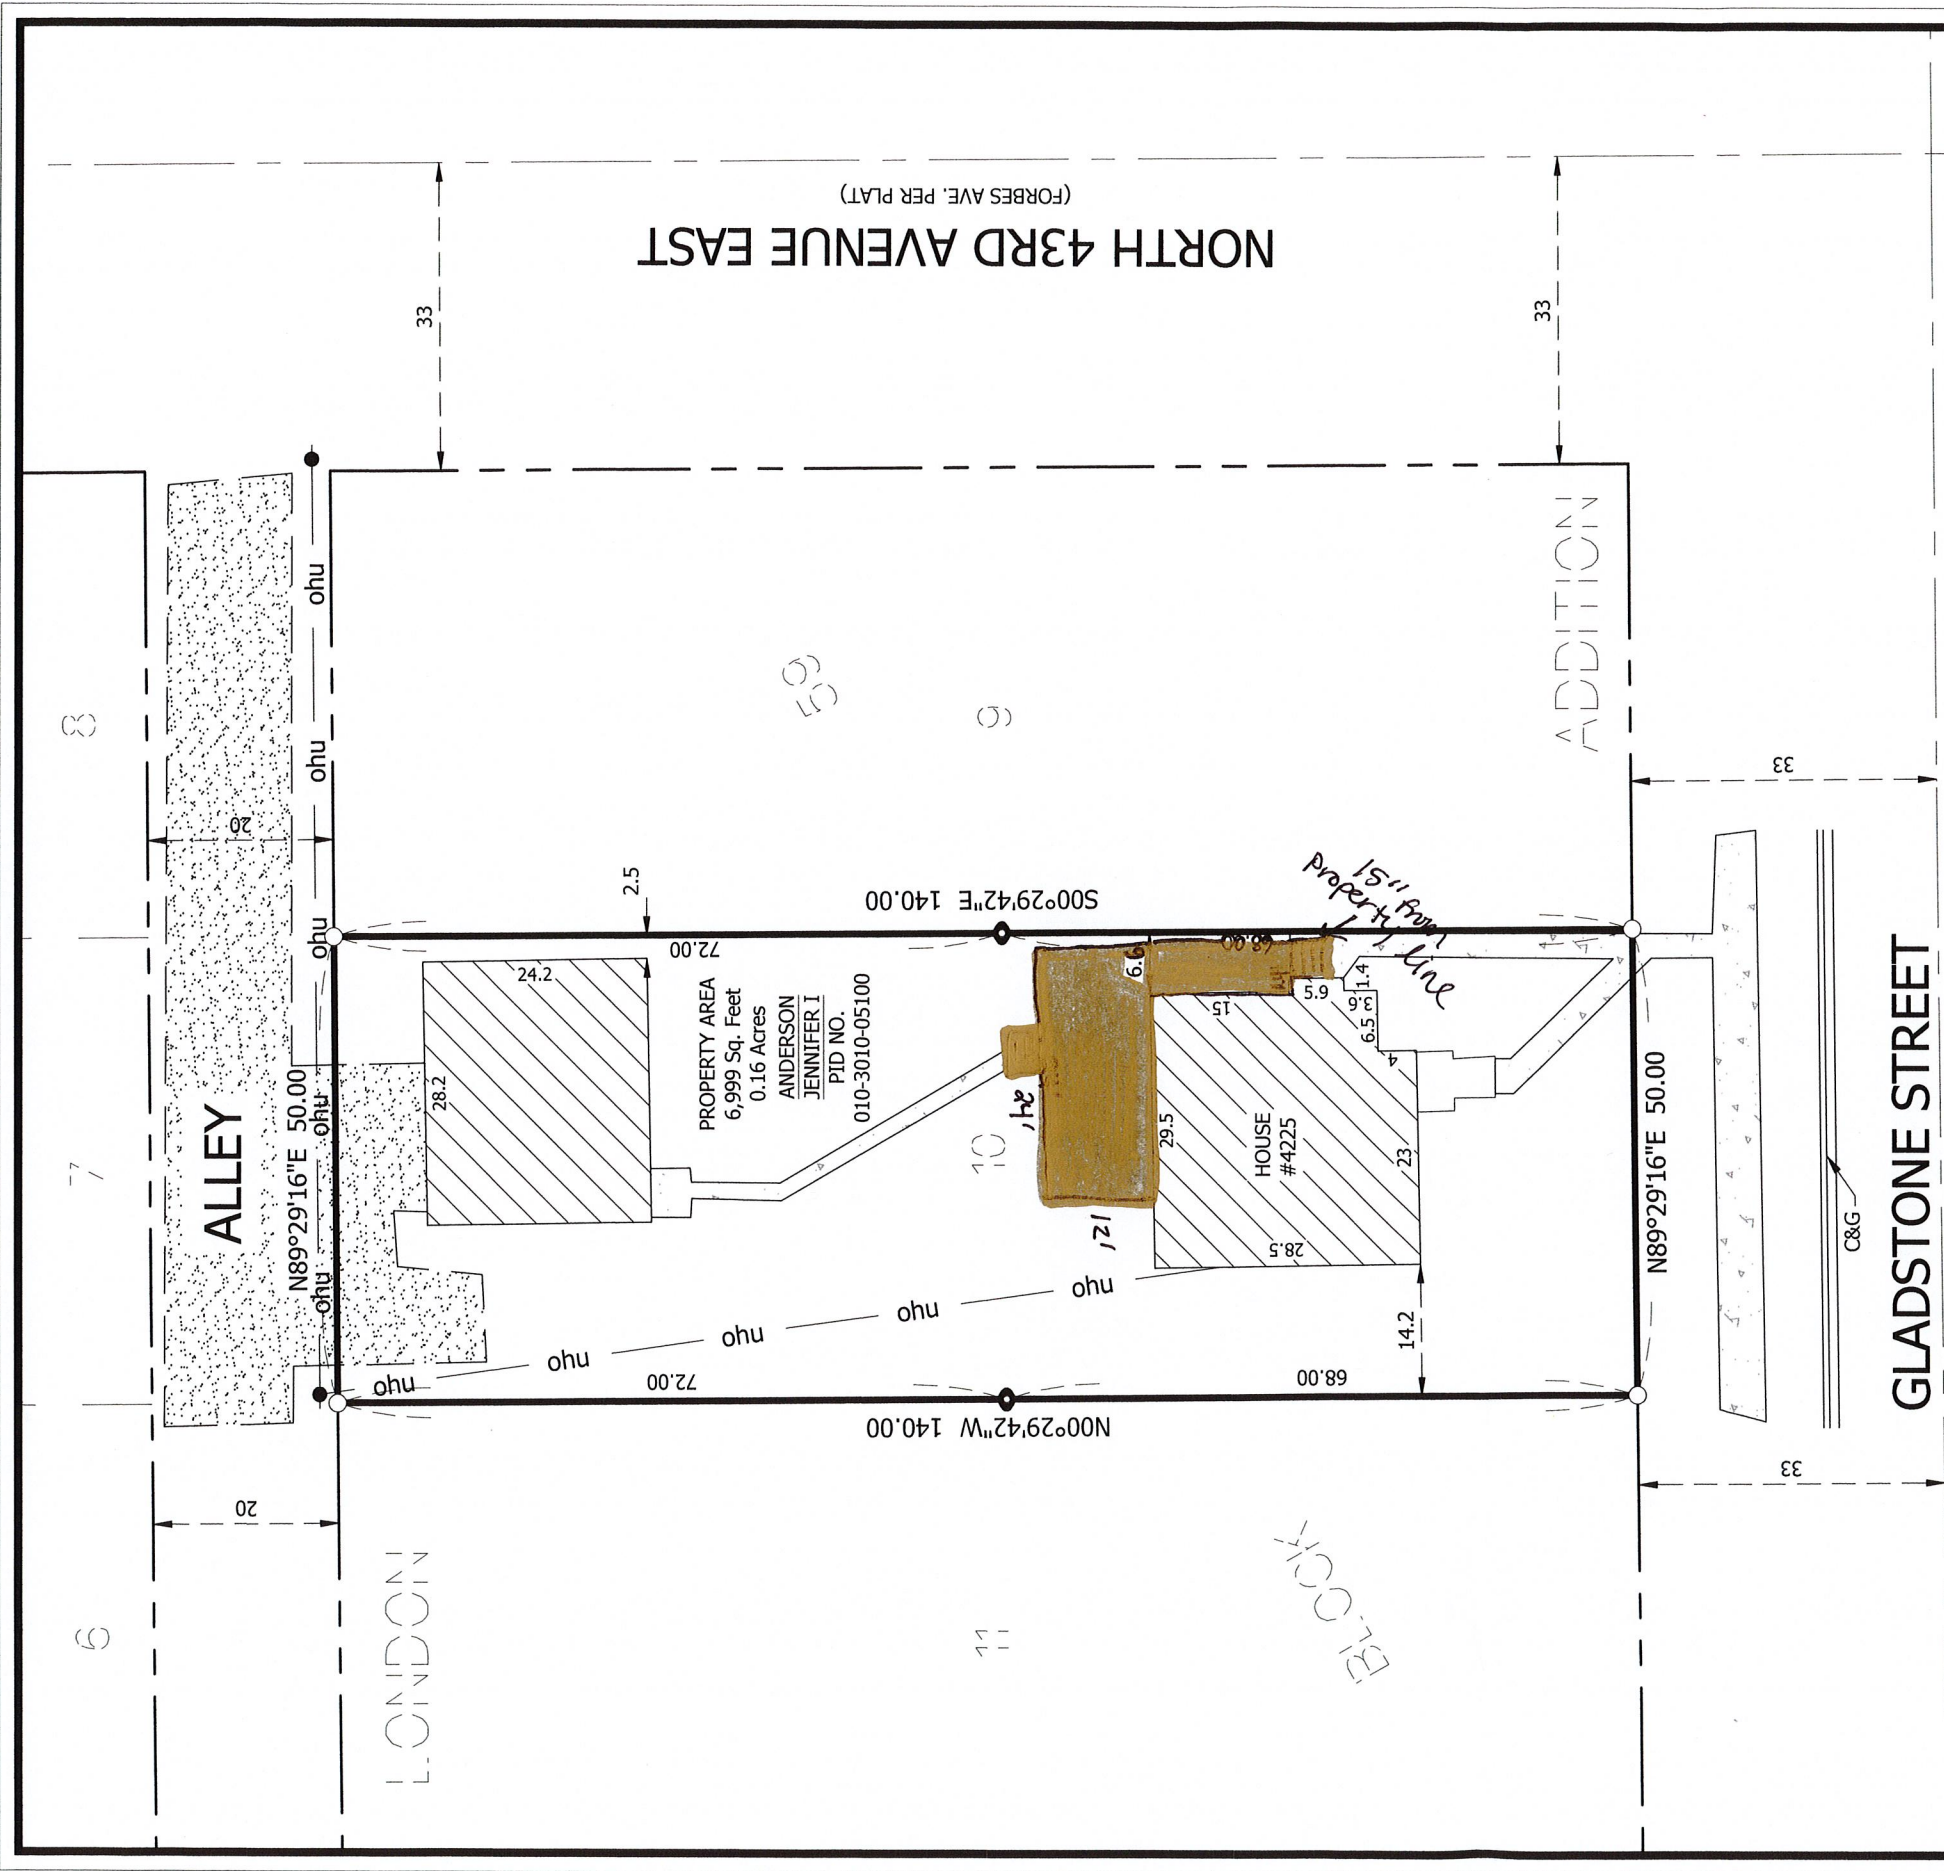 NORTH 43RD AVENUE EAST
(FORBES AVE. PER PLAT)
33
33
8
7
6
20
20
ALLEY
ohu
ohu
ohu
ohu
ohu
N89°29'16"E 50.00
LONDON
59
9
ADDITION
S00°29'42"E 140.00
72.00
68.00
2.5
24.2
28.2
PROPERTY AREA
6,999 Sq. Feet
0.16 Acres
ANDERSON
JENNIFER I
PID NO.
010-3010-05100
10
24'
12'
6.6
15
5.6
1.4
3.6
6.5
4
29.5
HOUSE
#4225
23
28.5
14.2
15" from
property line
ohu
ohu
ohu
ohu
ohu
72.00
68.00
N00°29'42"W 140.00
11
BLOCK
N89°29'16"E 50.00
33
33
C&G
GLADSTONE STREET